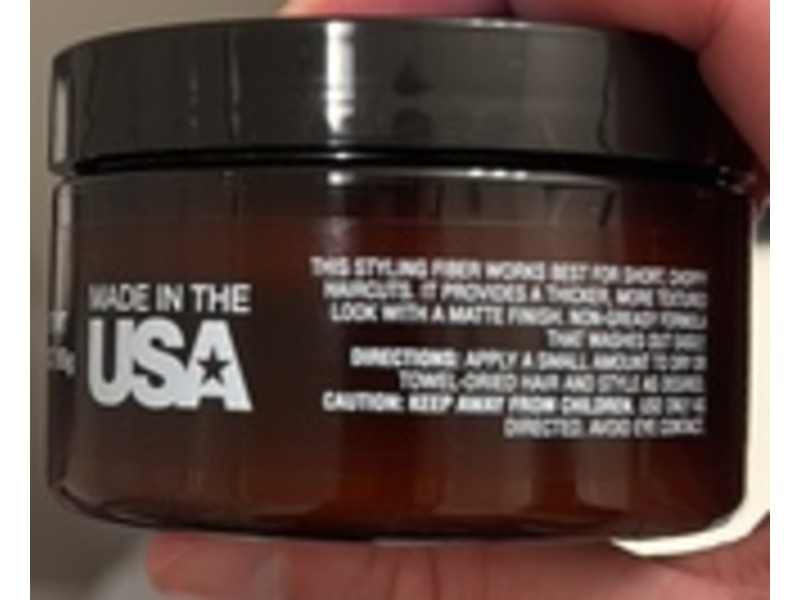 MADE IN THE
USA
THIS STYLING FIBER WORKS BEST FOR SHORT, CHOPPY
HAIRCUTS. IT PROVIDES A THICKER, MORE TEXTURED
LOOK WITH A MATTE FINISH. NON-GREASY FORMULA
THAT WASHES OUT EASILY.
DIRECTIONS: APPLY A SMALL AMOUNT TO DRY OR
TOWEL-DRIED HAIR AND STYLE AS DESIRED.
CAUTION: KEEP AWAY FROM CHILDREN. USE ONLY AS
DIRECTED. AVOID EYE CONTACT.